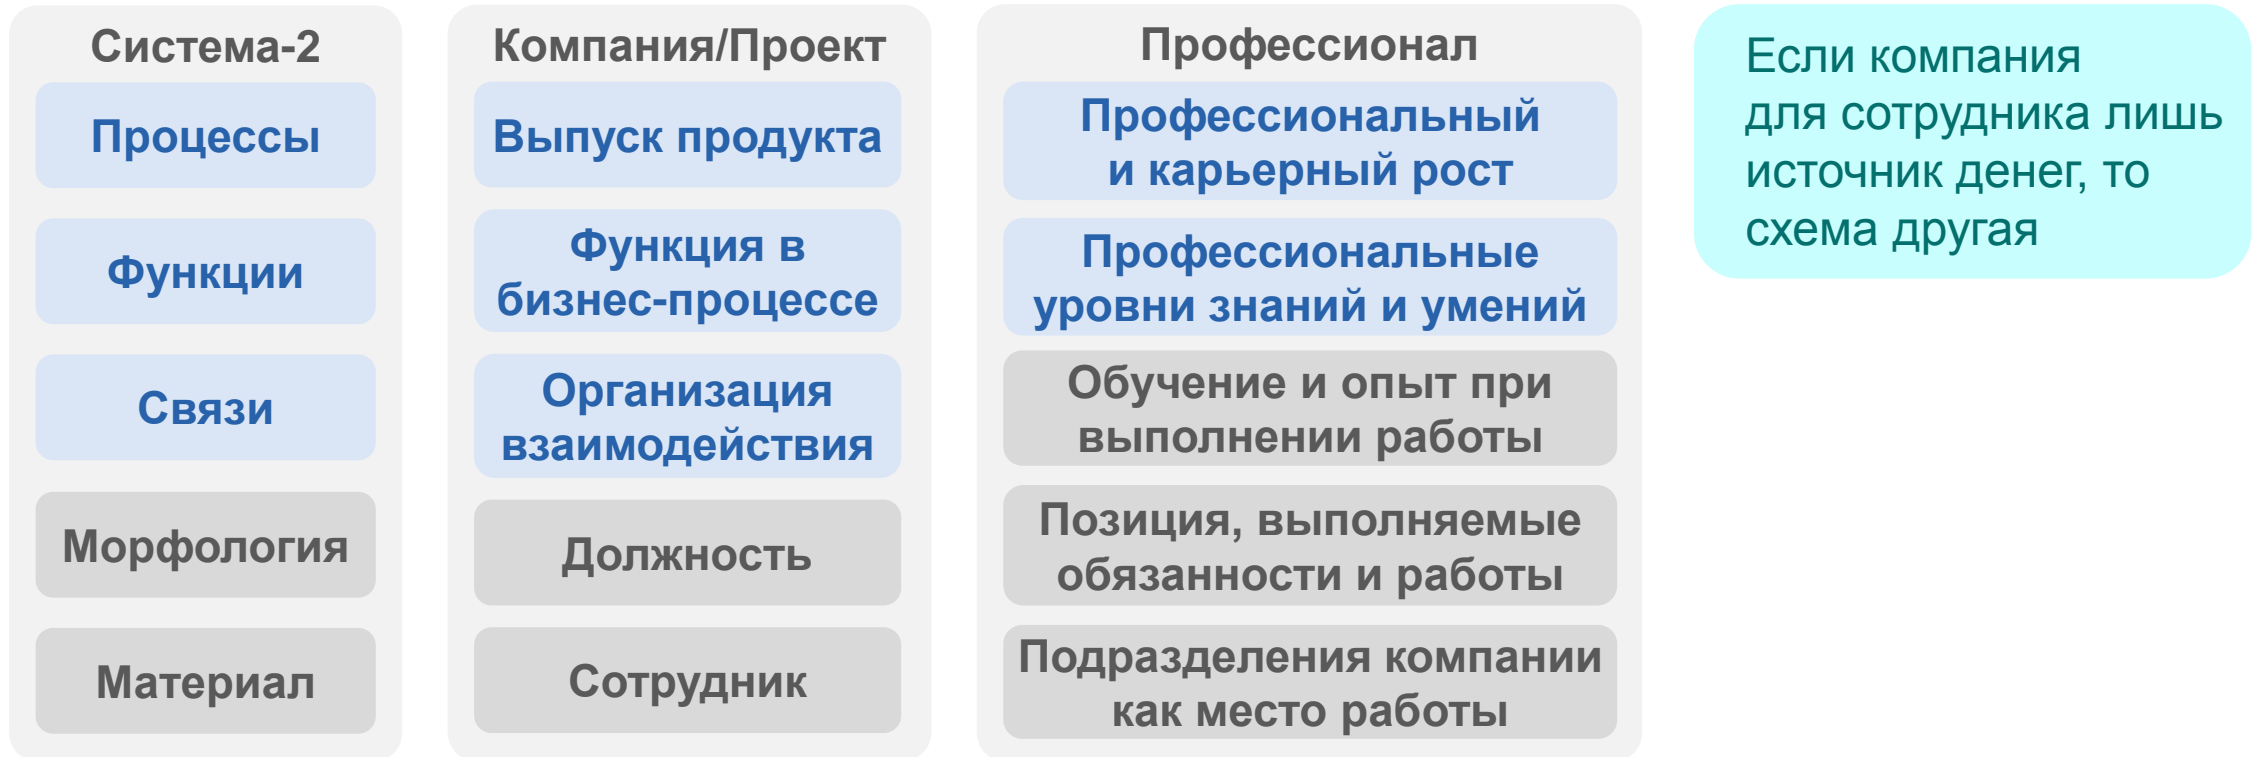 Система-2
Процессы
Функции
Связи
Морфология
Материал
Компания/Проект
Выпуск продукта
Функция в
бизнес-процессе
Организация
взаимодействия
Должность
Сотрудник
Профессионал
Профессиональный
и карьерный рост
Профессиональные
уровни знаний и умений
Обучение и опыт при
выполнении работы
Позиция, выполняемые
обязанности и работы
Подразделения компании
как место работы
Если компания
для сотрудника лишь
источник денег, то
схема другая